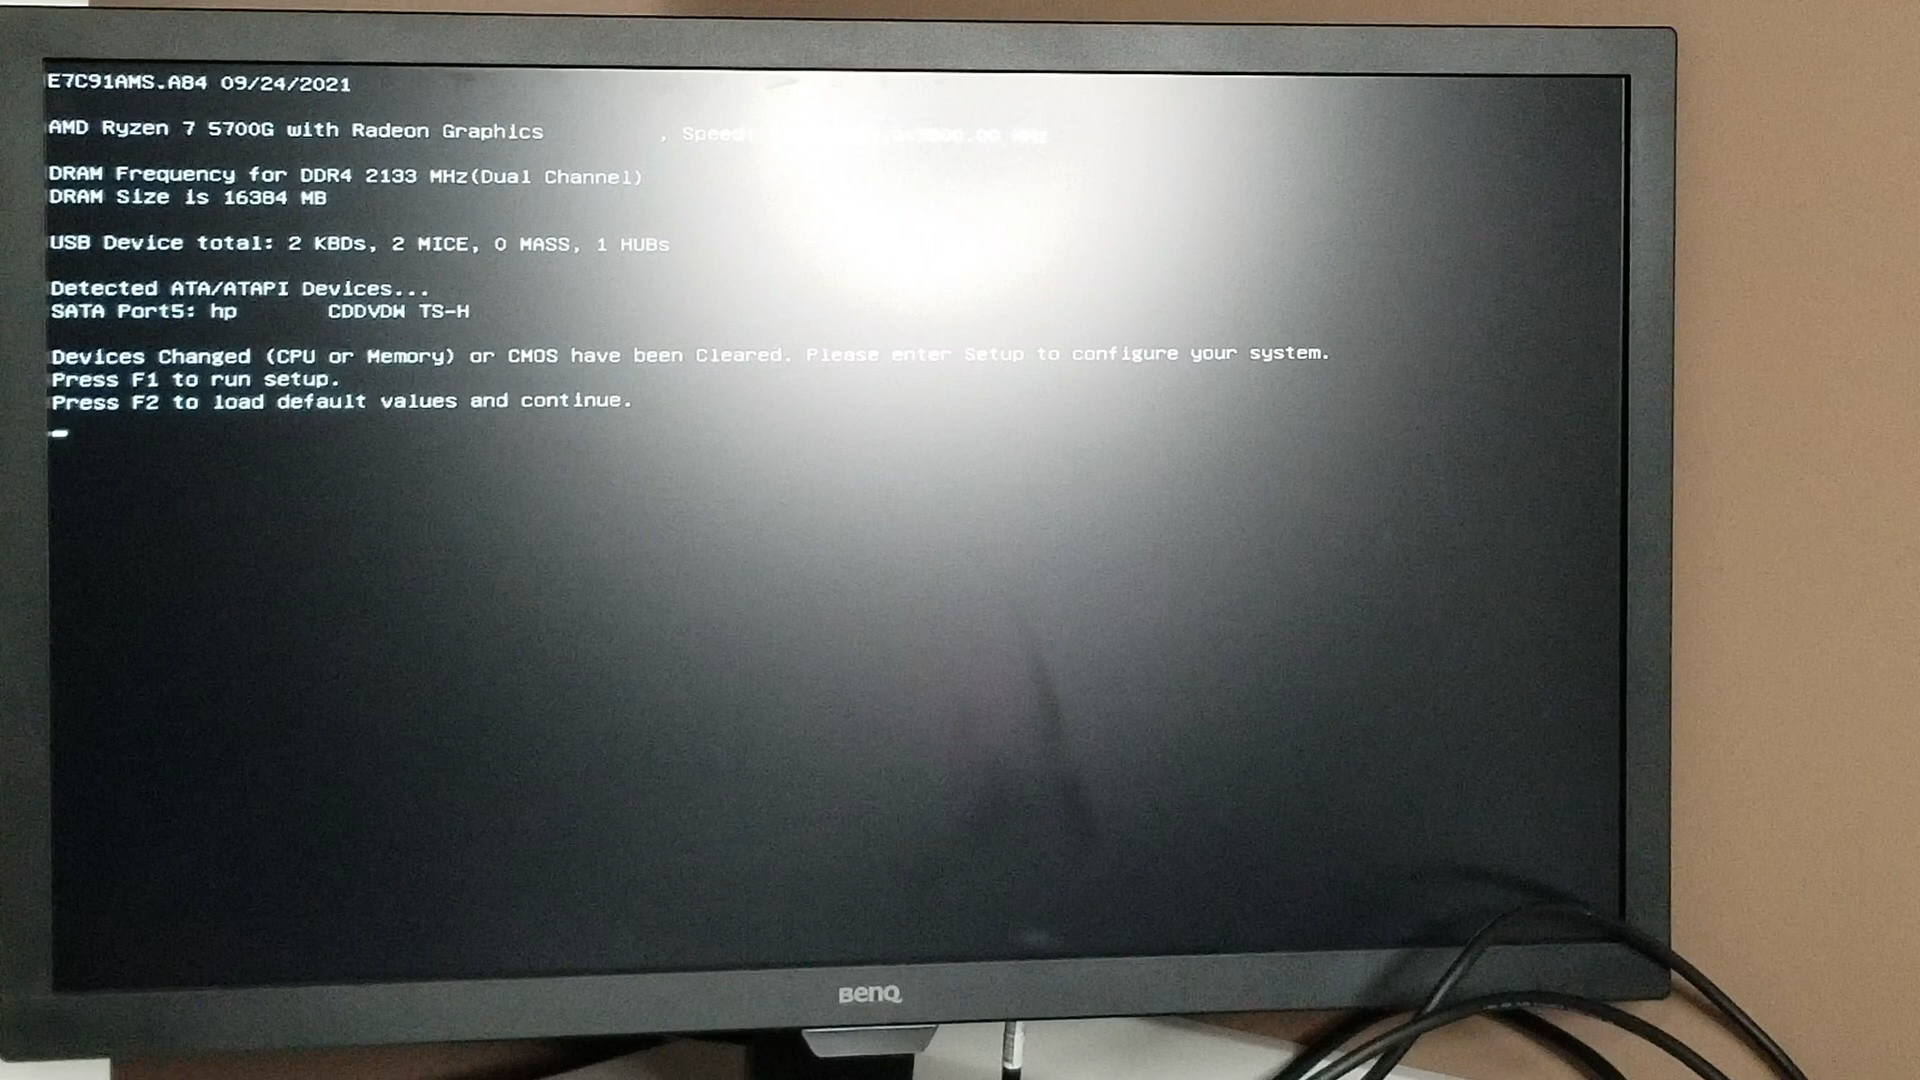 E7C91AMS.AB4 09/24/2021
AMD Ryzen 7 5700G with Radeon Graphics , Speed
DRAM Frequency for DDR4 2133 MHz(Dual Channel)
DRAM Size is 16384 MB
USB Device total: 2 KBDs, 2 MICE, 0 MASS, 1 HUBs
Detected ATA/ATAPI Devices...
SATA Port5: hp CDDVDW TS-H
Devices Changed (CPU or Memory) or CMOS have been Cleared. Please enter Setup to configure your system.
Press F1 to run setup.
Press F2 to load default values and continue.
BenQ